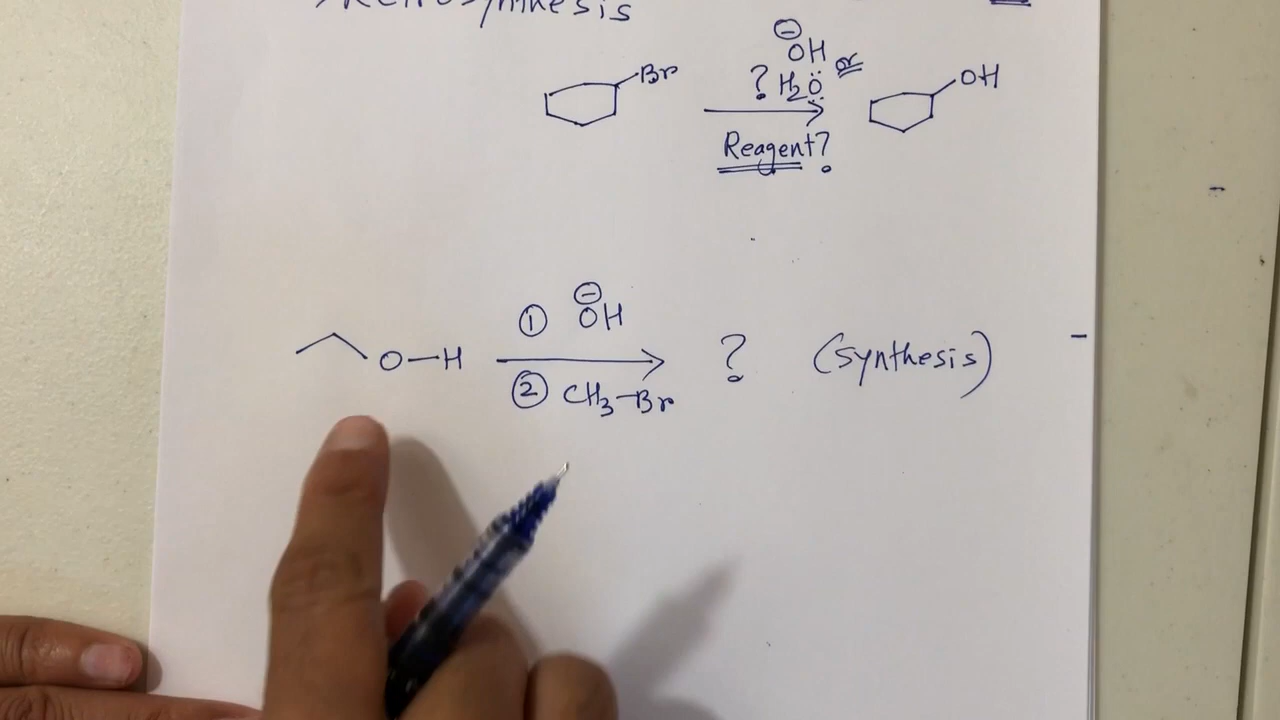 Retrosynthesis
Br
⊖
OH or
? H₂Ö
Reagent?
OH
O—H
① ⊖OH
② CH₃—Br
? (Synthesis)